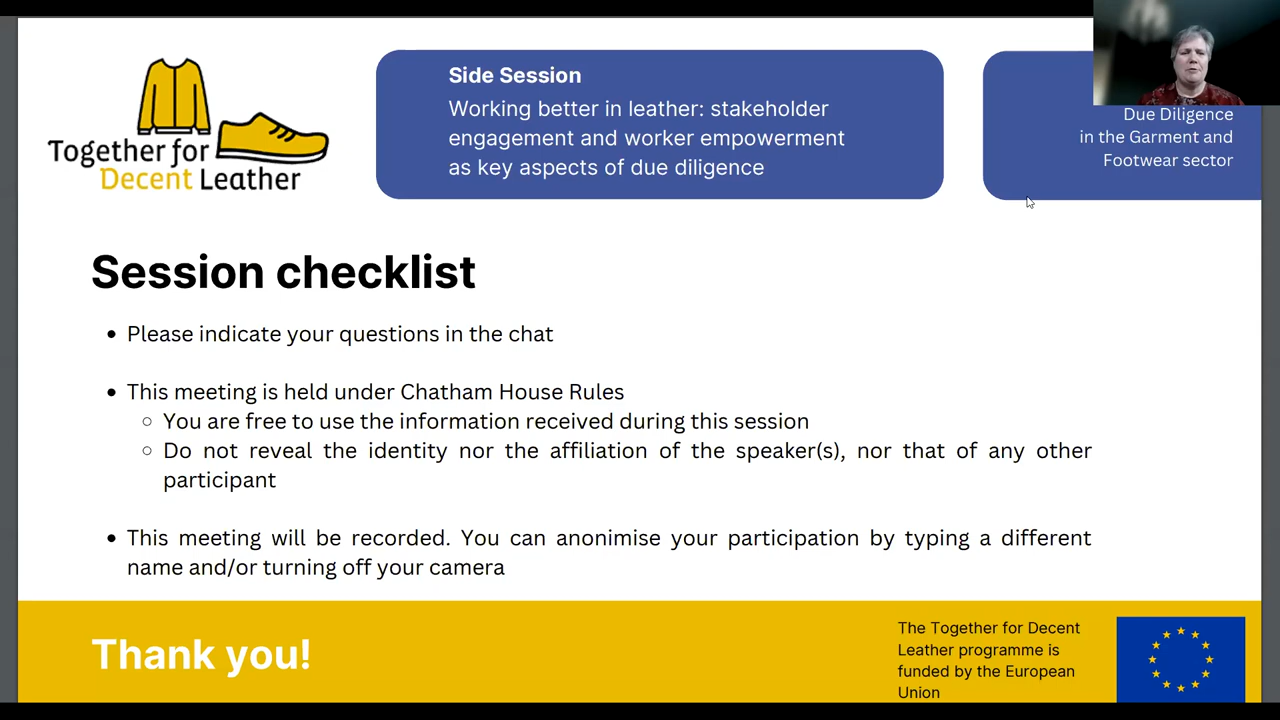 Together for
Decent Leather
Side Session
Working better in leather: stakeholder
engagement and worker empowerment
as key aspects of due diligence
Due Diligence
in the Garment and
Footwear sector
Session checklist
• Please indicate your questions in the chat
• This meeting is held under Chatham House Rules
○ You are free to use the information received during this session
○ Do not reveal the identity nor the affiliation of the speaker(s), nor that of any other
participant
• This meeting will be recorded. You can anonimise your participation by typing a different
name and/or turning off your camera
Thank you!
The Together for Decent
Leather programme is
funded by the European
Union